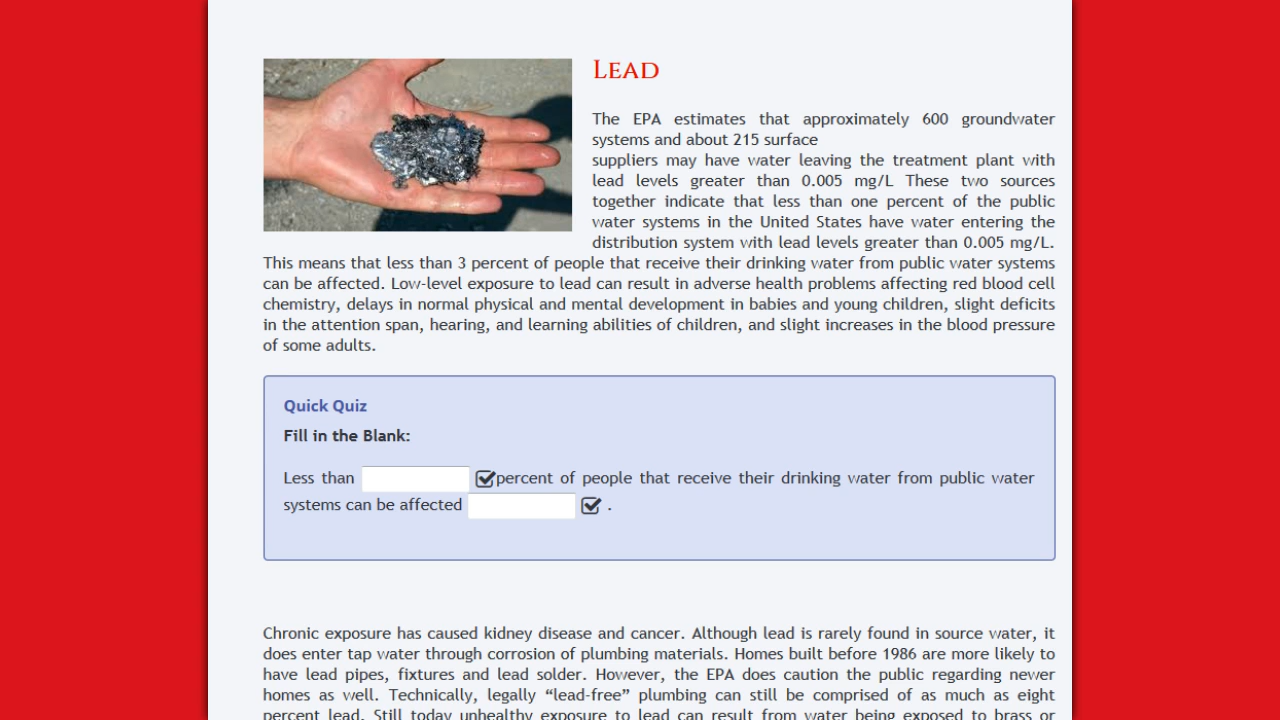 Lead
The EPA estimates that approximately 600 groundwater
systems and about 215 surface
suppliers may have water leaving the treatment plant with
lead levels greater than 0.005 mg/L These two sources
together indicate that less than one percent of the public
water systems in the United States have water entering the
distribution system with lead levels greater than 0.005 mg/L.
This means that less than 3 percent of people that receive their drinking water from public water systems
can be affected. Low-level exposure to lead can result in adverse health problems affecting red blood cell
chemistry, delays in normal physical and mental development in babies and young children, slight deficits
in the attention span, hearing, and learning abilities of children, and slight increases in the blood pressure
of some adults.
Quick Quiz
Fill in the Blank:
Less than percent of people that receive their drinking water from public water
systems can be affected .
Chronic exposure has caused kidney disease and cancer. Although lead is rarely found in source water, it
does enter tap water through corrosion of plumbing materials. Homes built before 1986 are more likely to
have lead pipes, fixtures and lead solder. However, the EPA does caution the public regarding newer
homes as well. Technically, legally “lead-free” plumbing can still be comprised of as much as eight
percent lead. Still today unhealthy exposure to lead can result from water being exposed to brass or